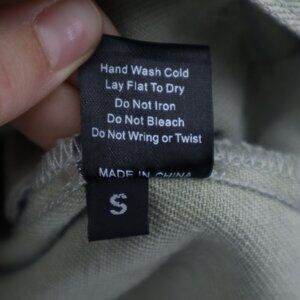 Hand Wash Cold
Lay Flat To Dry
Do Not Iron
Do Not Bleach
Do Not Wring or Twist
MADE IN CHINA
S